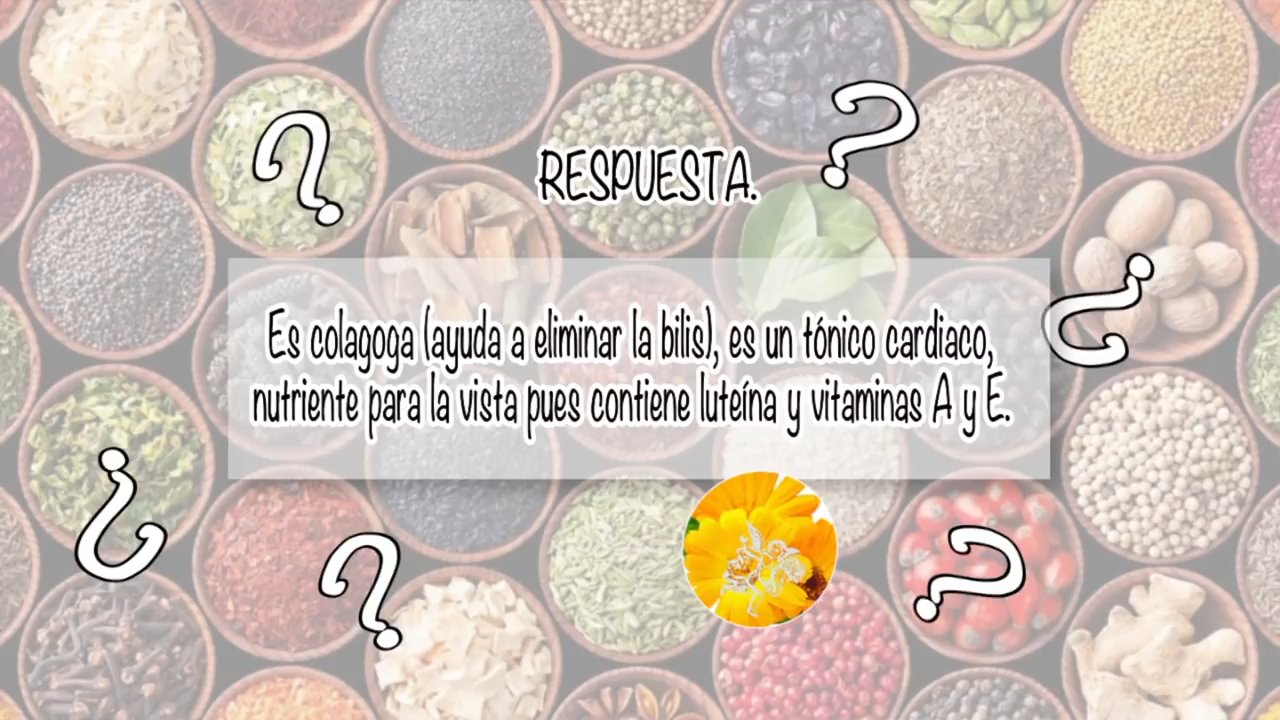 RESPUESTA.
Es colagoga (ayuda a eliminar la bilis), es un tónico cardiaco,
nutriente para la vista pues contiene luteína y vitaminas A y E.